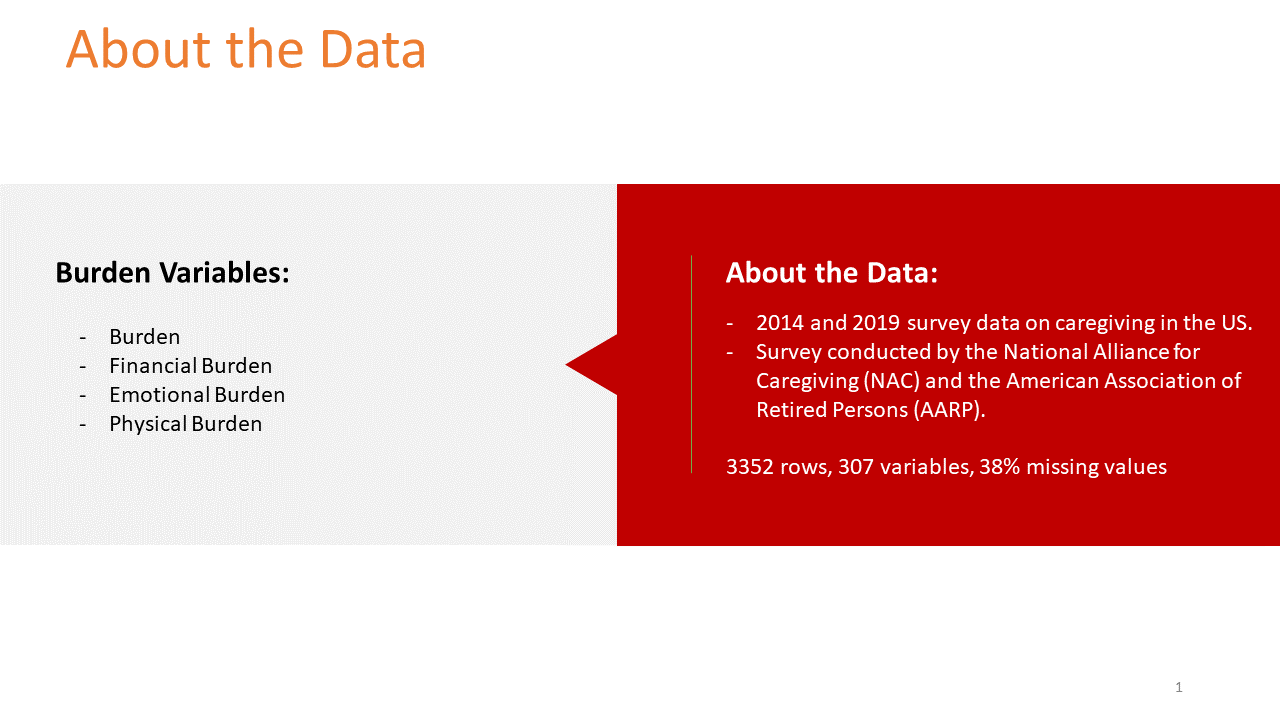 About the Data
Burden Variables:
- Burden
- Financial Burden
- Emotional Burden
- Physical Burden
About the Data:
- 2014 and 2019 survey data on caregiving in the US.
- Survey conducted by the National Alliance for
Caregiving (NAC) and the American Association of
Retired Persons (AARP).
3352 rows, 307 variables, 38% missing values
1